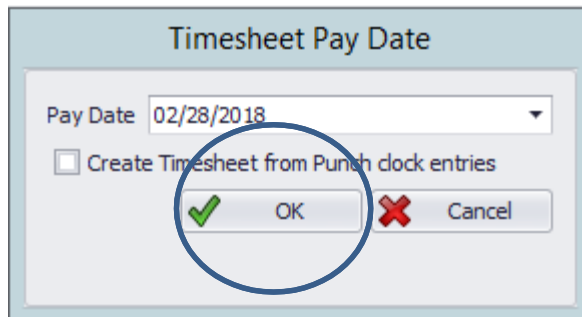 Timesheet Pay Date
Pay Date 02/28/2018
Create Timesheet from Punch clock entries
OK Cancel